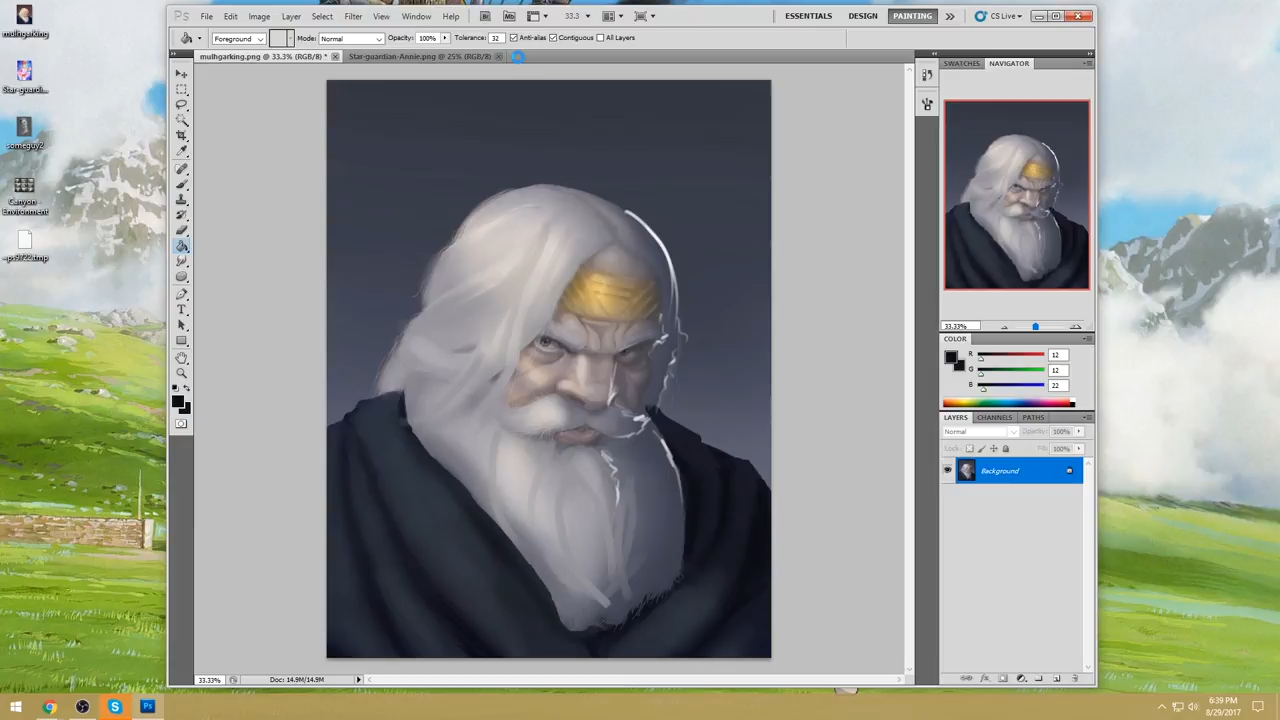 mulhgarking
Star-guardi...
someguy2
Canyon -
Environment
Ps
File Edit Image Layer Select Filter View Window Help
Br
Mb
33.3
ESSENTIALS DESIGN PAINTING
CS Live
Foreground
Mode: Normal
Opacity: 100%
Tolerance: 32
Anti-alias
Contiguous
All Layers
mulhgarking.png @ 33.3% (RGB/8) *
Star-guardian-Annie.png @ 25% (RGB/8)
SWATCHES NAVIGATOR
33.33%
COLOR
R 12
G 12
B 22
LAYERS CHANNELS PATHS
Normal
Opacity: 100%
Lock:
Fill: 100%
Background
33.33%
Doc: 14.9M/14.9M
Ps
6:39 PM
8/29/2017